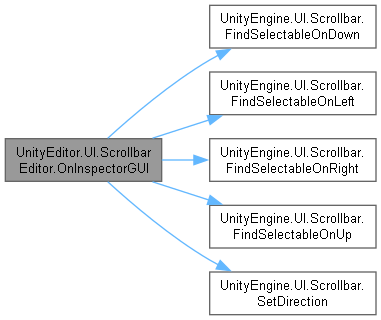 UnityEngine.UI.Scrollbar.
FindSelectableOnDown
UnityEngine.UI.Scrollbar.
FindSelectableOnLeft
UnityEditor.UI.Scrollbar
Editor.OnInspectorGUI
UnityEngine.UI.Scrollbar.
FindSelectableOnRight
UnityEngine.UI.Scrollbar.
FindSelectableOnUp
UnityEngine.UI.Scrollbar.
SetDirection